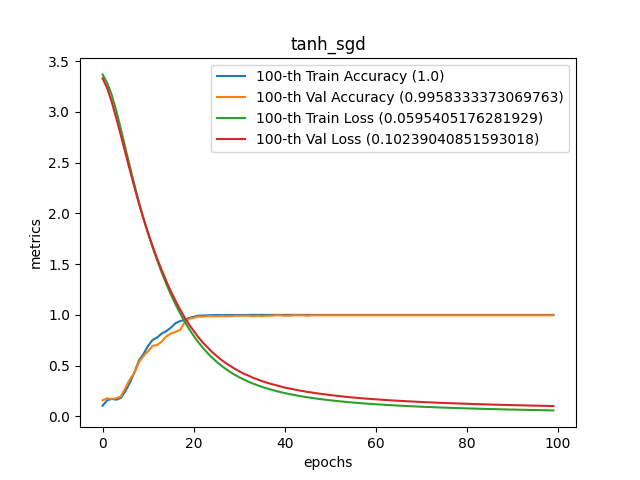 tanh_sgd
3.5
3.0
2.5
2.0
1.5
1.0
0.5
0.0
metrics
100-th Train Accuracy (1.0)
100-th Val Accuracy (0.9958333373069763)
100-th Train Loss (0.0595405176281929)
100-th Val Loss (0.10239040851593018)
0 20 40 60 80 100
epochs